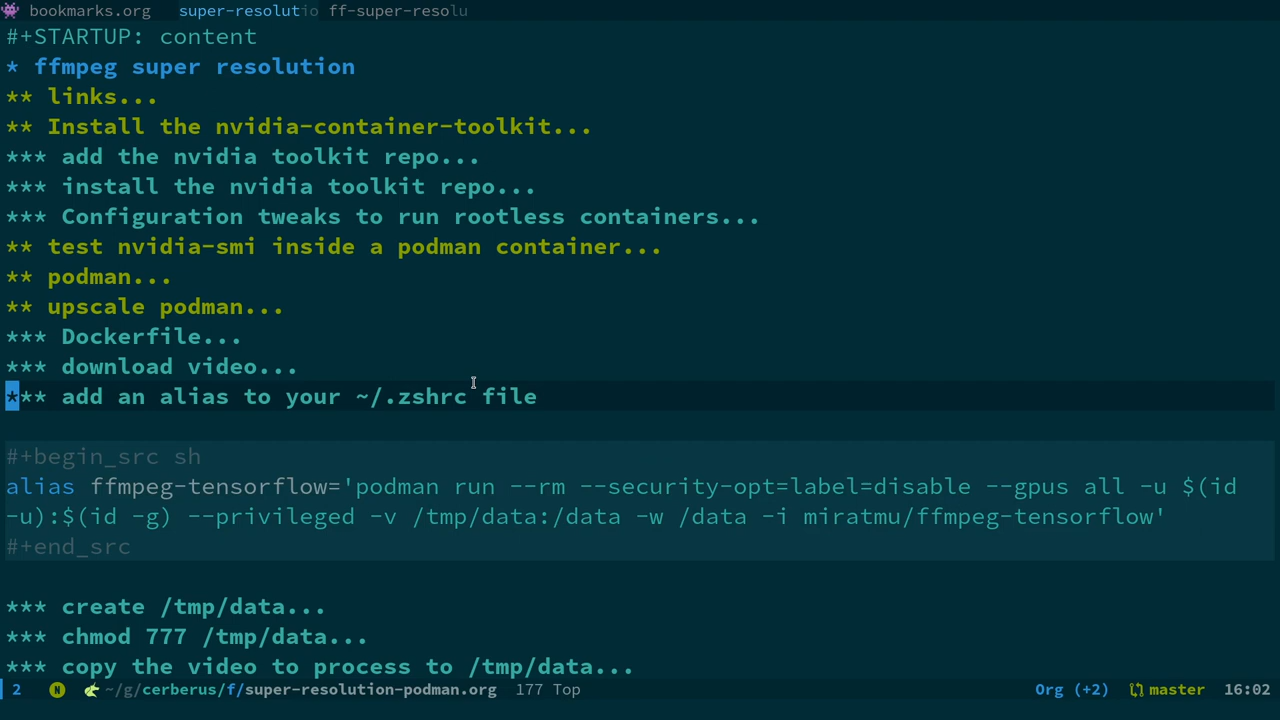 bookmarks.org super-resolutio ff-super-resolu
#+STARTUP: content
* ffmpeg super resolution
** links...
** Install the nvidia-container-toolkit...
*** add the nvidia toolkit repo...
*** install the nvidia toolkit repo...
*** Configuration tweaks to run rootless containers...
** test nvidia-smi inside a podman container...
** podman...
** upscale podman...
*** Dockerfile...
*** download video...
*** add an alias to your ~/.zshrc file
#+begin_src sh
alias ffmpeg-tensorflow='podman run --rm --security-opt=label=disable --gpus all -u $(id
-u):$(id -g) --privileged -v /tmp/data:/data -w /data -i miratmu/ffmpeg-tensorflow'
#+end_src
*** create /tmp/data...
*** chmod 777 /tmp/data...
*** copy the video to process to /tmp/data...
2 N ~/g/cerberus/f/super-resolution-podman.org 177 Top Org (+2) master 16:02